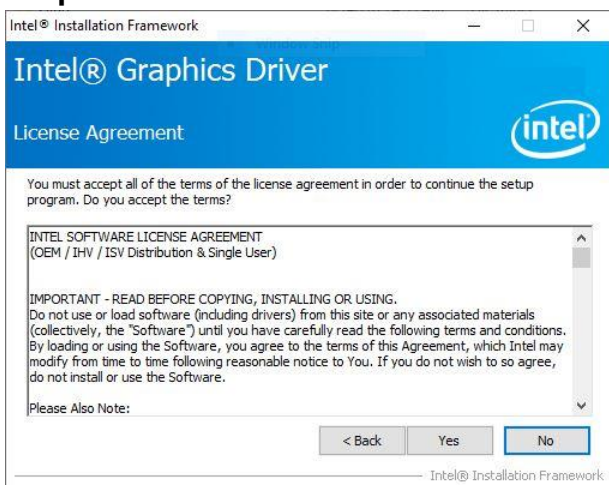 Intel® Installation Framework
Window Snip
Intel® Graphics Driver
License Agreement
intel
You must accept all of the terms of the license agreement in order to continue the setup
program. Do you accept the terms?
INTEL SOFTWARE LICENSE AGREEMENT
(OEM / IHV / ISV Distribution & Single User)
IMPORTANT - READ BEFORE COPYING, INSTALLING OR USING.
Do not use or load software (including drivers) from this site or any associated materials
(collectively, the "Software") until you have carefully read the following terms and conditions.
By loading or using the Software, you agree to the terms of this Agreement, which Intel may
modify from time to time following reasonable notice to You. If you do not wish to so agree,
do not install or use the Software.
Please Also Note:
< Back
Yes
No
Intel® Installation Framework